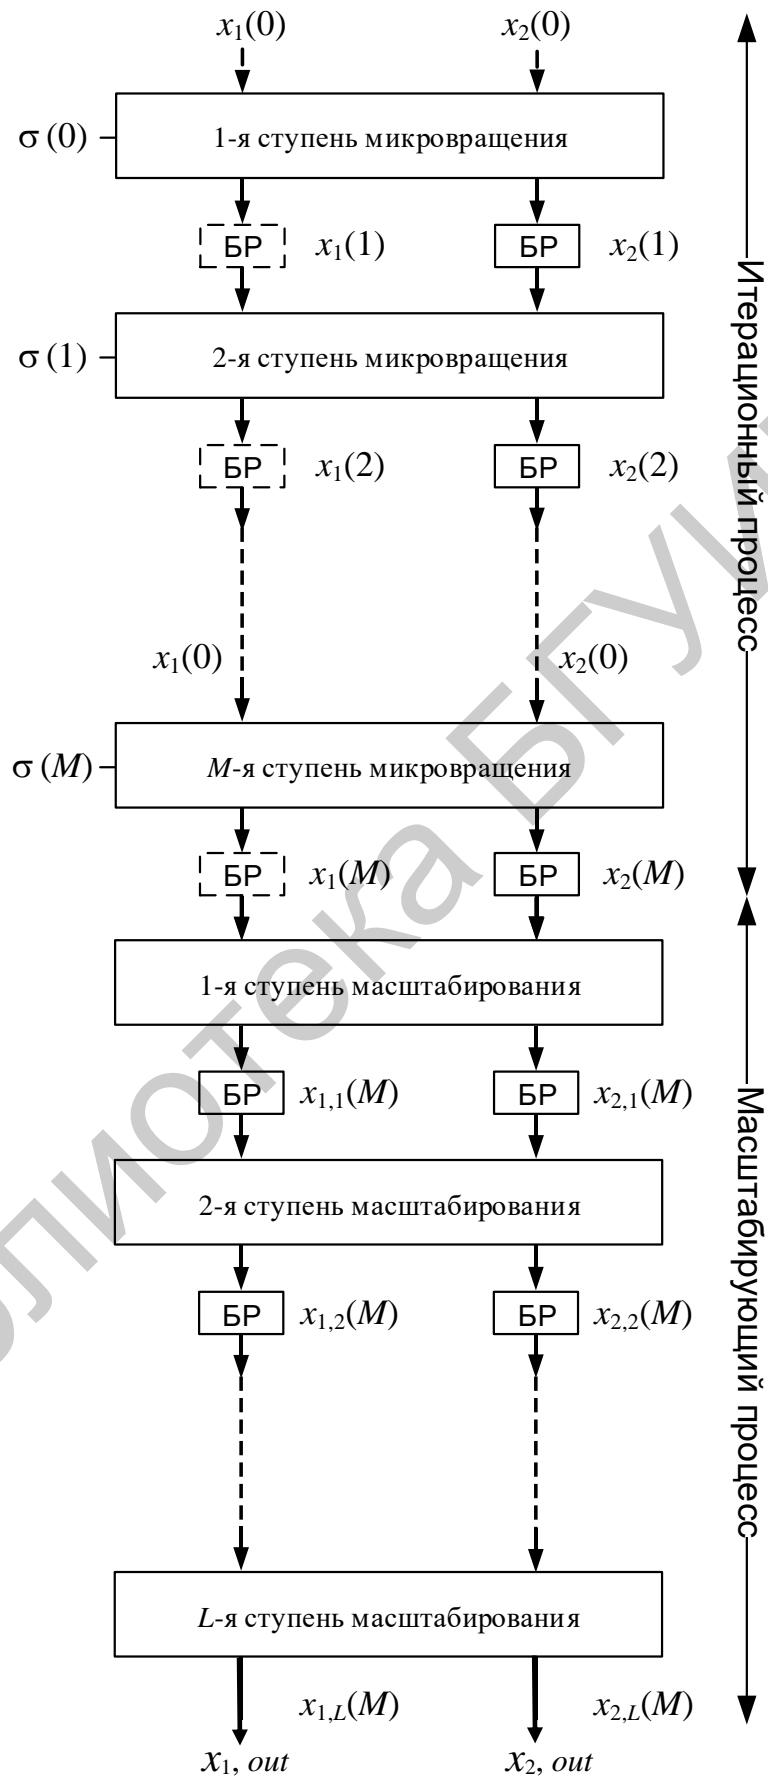 x₁(0) x₂(0)
σ (0) 1-я ступень микровращения
БР x₁(1) БР x₂(1)
σ (1) 2-я ступень микровращения
БР x₁(2) БР x₂(2)
Итерационный процесс
x₁(0) x₂(0)
σ (M) M-я ступень микровращения
БР x₁(M) БР x₂(M)
1-я ступень масштабирования
БР x₁,₁(M) БР x₂,₁(M)
2-я ступень масштабирования
БР x₁,₂(M) БР x₂,₂(M)
Масштабирующий процесс
L-я ступень масштабирования
x₁,L(M) x₂,L(M)
x₁, out x₂, out